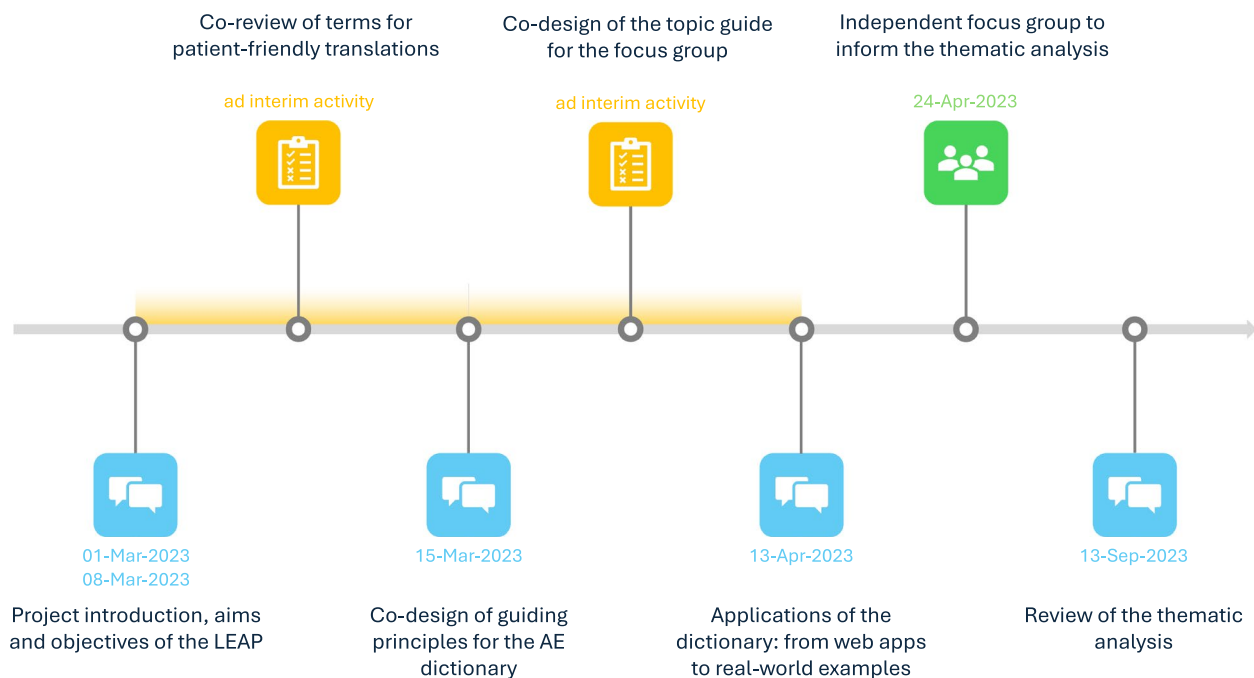 Co-review of terms for
patient-friendly translations
ad interim activity
Co-design of the topic guide
for the focus group
ad interim activity
Independent focus group to
inform the thematic analysis
24-Apr-2023
01-Mar-2023
08-Mar-2023
Project introduction, aims
and objectives of the LEAP
15-Mar-2023
Co-design of guiding
principles for the AE
dictionary
13-Apr-2023
Applications of the
dictionary: from web apps
to real-world examples
13-Sep-2023
Review of the thematic
analysis